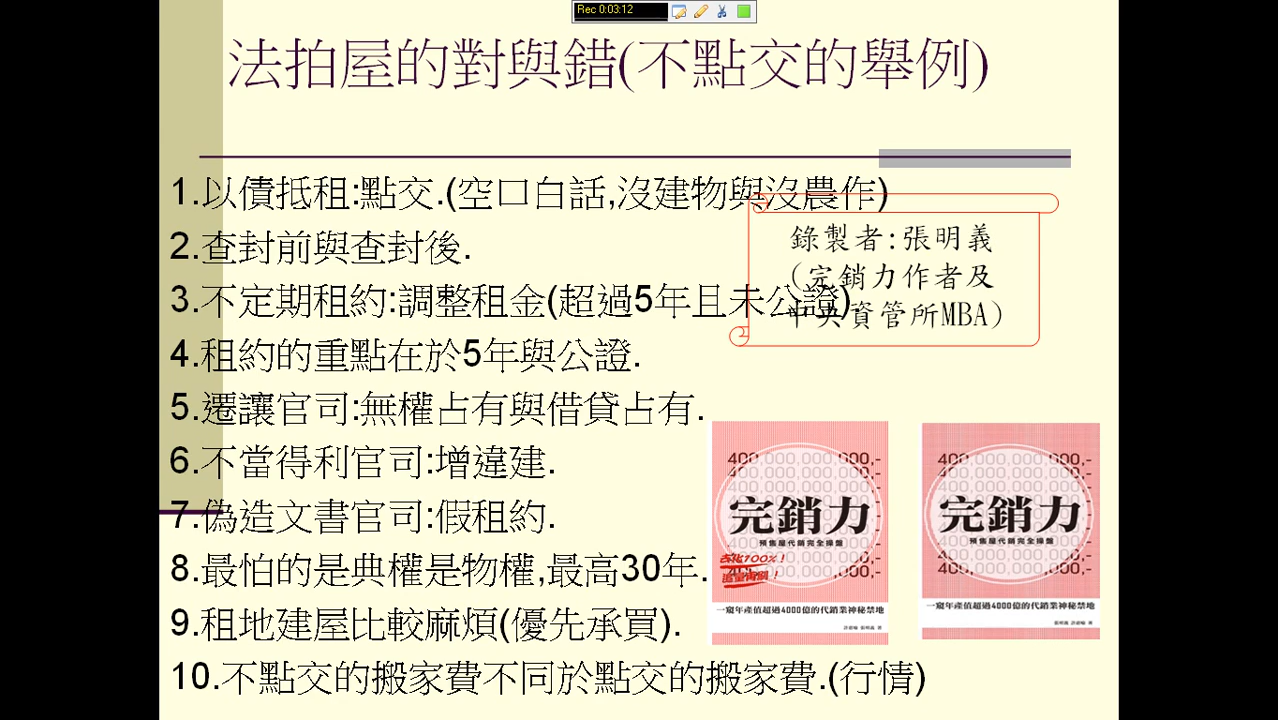 Rec 0:03:12
法拍屋的對與錯(不點交的舉例)
1.以債抵租:點交.(空口白話,沒建物與沒農作)
2.查封前與查封後.
3.不定期租約:調整租金(超過5年且未公證)
4.租約的重點在於5年與公證.
5.遷讓官司:無權占有與借貸占有.
6.不當得利官司:增違建.
7.偽造文書官司:假租約.
8.最怕的是典權是物權,最高30年.
9.租地建屋比較麻煩(優先承買).
10.不點交的搬家費不同於點交的搬家費.(行情)
錄製者:張明義
(完銷力作者及
中央資管所MBA)
400,000,000,000,-
完銷力
預售屋代銷完全操盤
一窺年產值超過4000億的代銷業神秘禁地
400,000,000,000,-
完銷力
預售屋代銷完全操盤
一窺年產值超過4000億的代銷業神秘禁地